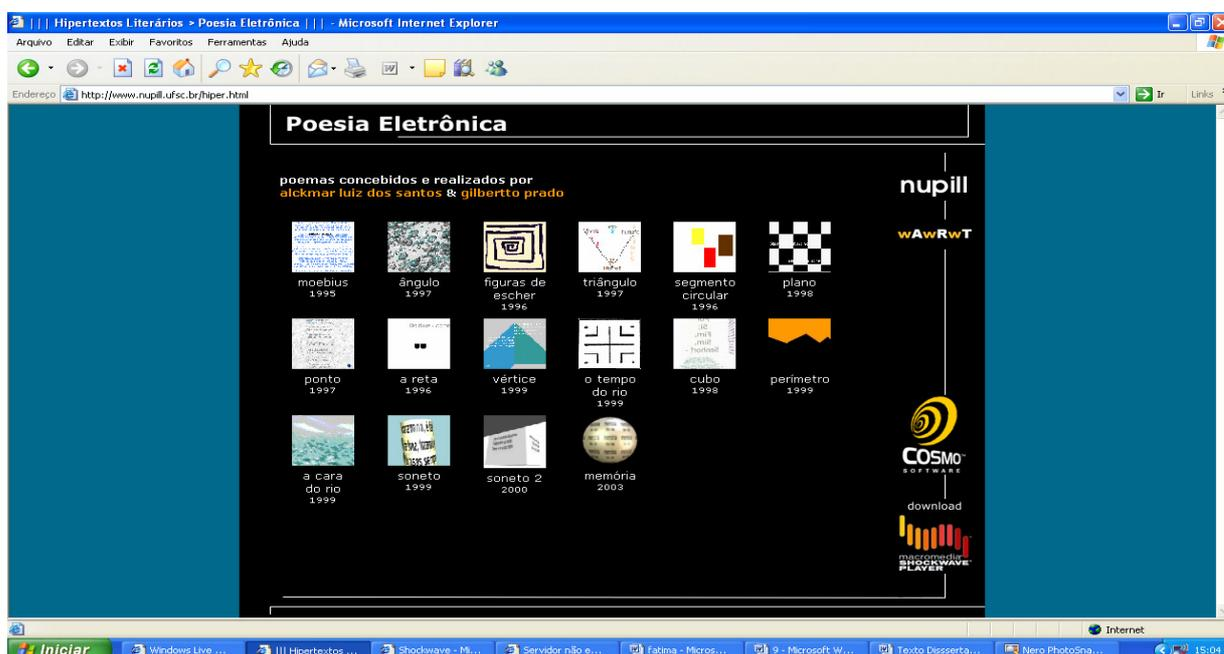 ||| Hipertextos Literários > Poesia Eletrônica ||| - Microsoft Internet Explorer
Arquivo Editar Exibir Favoritos Ferramentas Ajuda
Endereço http://www.nupill.ufsc.br/hiper.html Ir Links
Poesia Eletrônica
poemas concebidos e realizados por
alckmar luiz dos santos & gilbertto prado
nupill
wAwRwT
moebius
1995
ângulo
1997
figuras de
escher
1996
triângulo
1997
segmento
circular
1996
plano
1998
ponto
1997
a reta
1996
vértice
1999
o tempo
do rio
1999
cubo
1998
perímetro
1999
a cara
do rio
1999
soneto
1999
soneto 2
2000
memória
2003
COSMO
SOFTWARE
download
macromedia
SHOCKWAVE
PLAYER
Internet
Iniciar Windows Live ... ||| Hipertextos ... Shockwave - Mi... Servidor não e... fatima - Micros... 9 - Microsoft W... Texto Disserta... Nero PhotoSna... 15:04